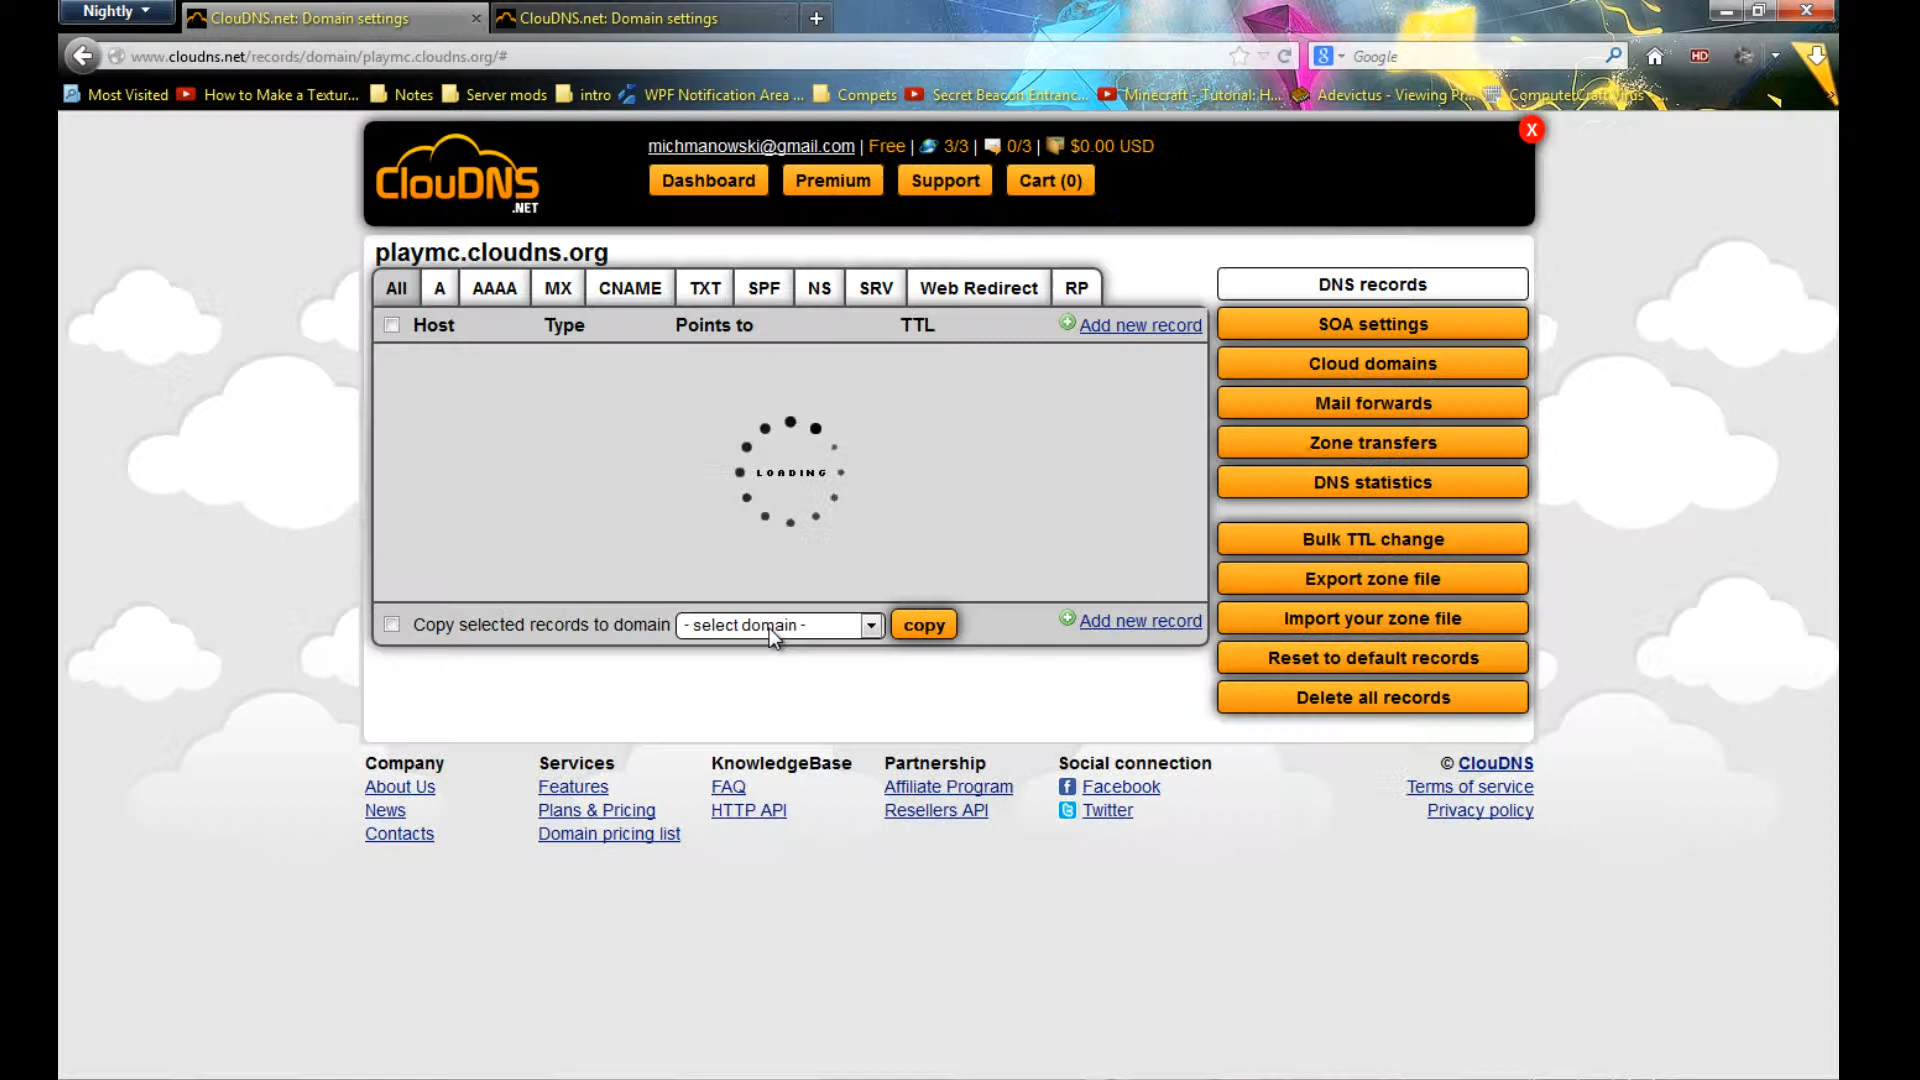 Nightly
ClouDNS.net: Domain settings
ClouDNS.net: Domain settings
www.cloudns.net/records/domain/playmc.cloudns.org/#
Google
Most Visited
How to Make a Textur...
Notes
Server mods
intro
WPF Notification Area ...
Compets
Secret Beacon Entranc...
Minecraft - Tutorial: H...
Adevictus - Viewing Pr...
ComputerCraft Virus
HD
ClouDNS
.NET
michmanowski@gmail.com | Free | 3/3 | 0/3 | $0.00 USD
Dashboard
Premium
Support
Cart (0)
X
playmc.cloudns.org
All
A
AAAA
MX
CNAME
TXT
SPF
NS
SRV
Web Redirect
RP
Host
Type
Points to
TTL
Add new record
LOADING
Copy selected records to domain
- select domain -
copy
Add new record
DNS records
SOA settings
Cloud domains
Mail forwards
Zone transfers
DNS statistics
Bulk TTL change
Export zone file
Import your zone file
Reset to default records
Delete all records
Company
About Us
News
Contacts
Services
Features
Plans & Pricing
Domain pricing list
KnowledgeBase
FAQ
HTTP API
Partnership
Affiliate Program
Resellers API
Social connection
Facebook
Twitter
© ClouDNS
Terms of service
Privacy policy